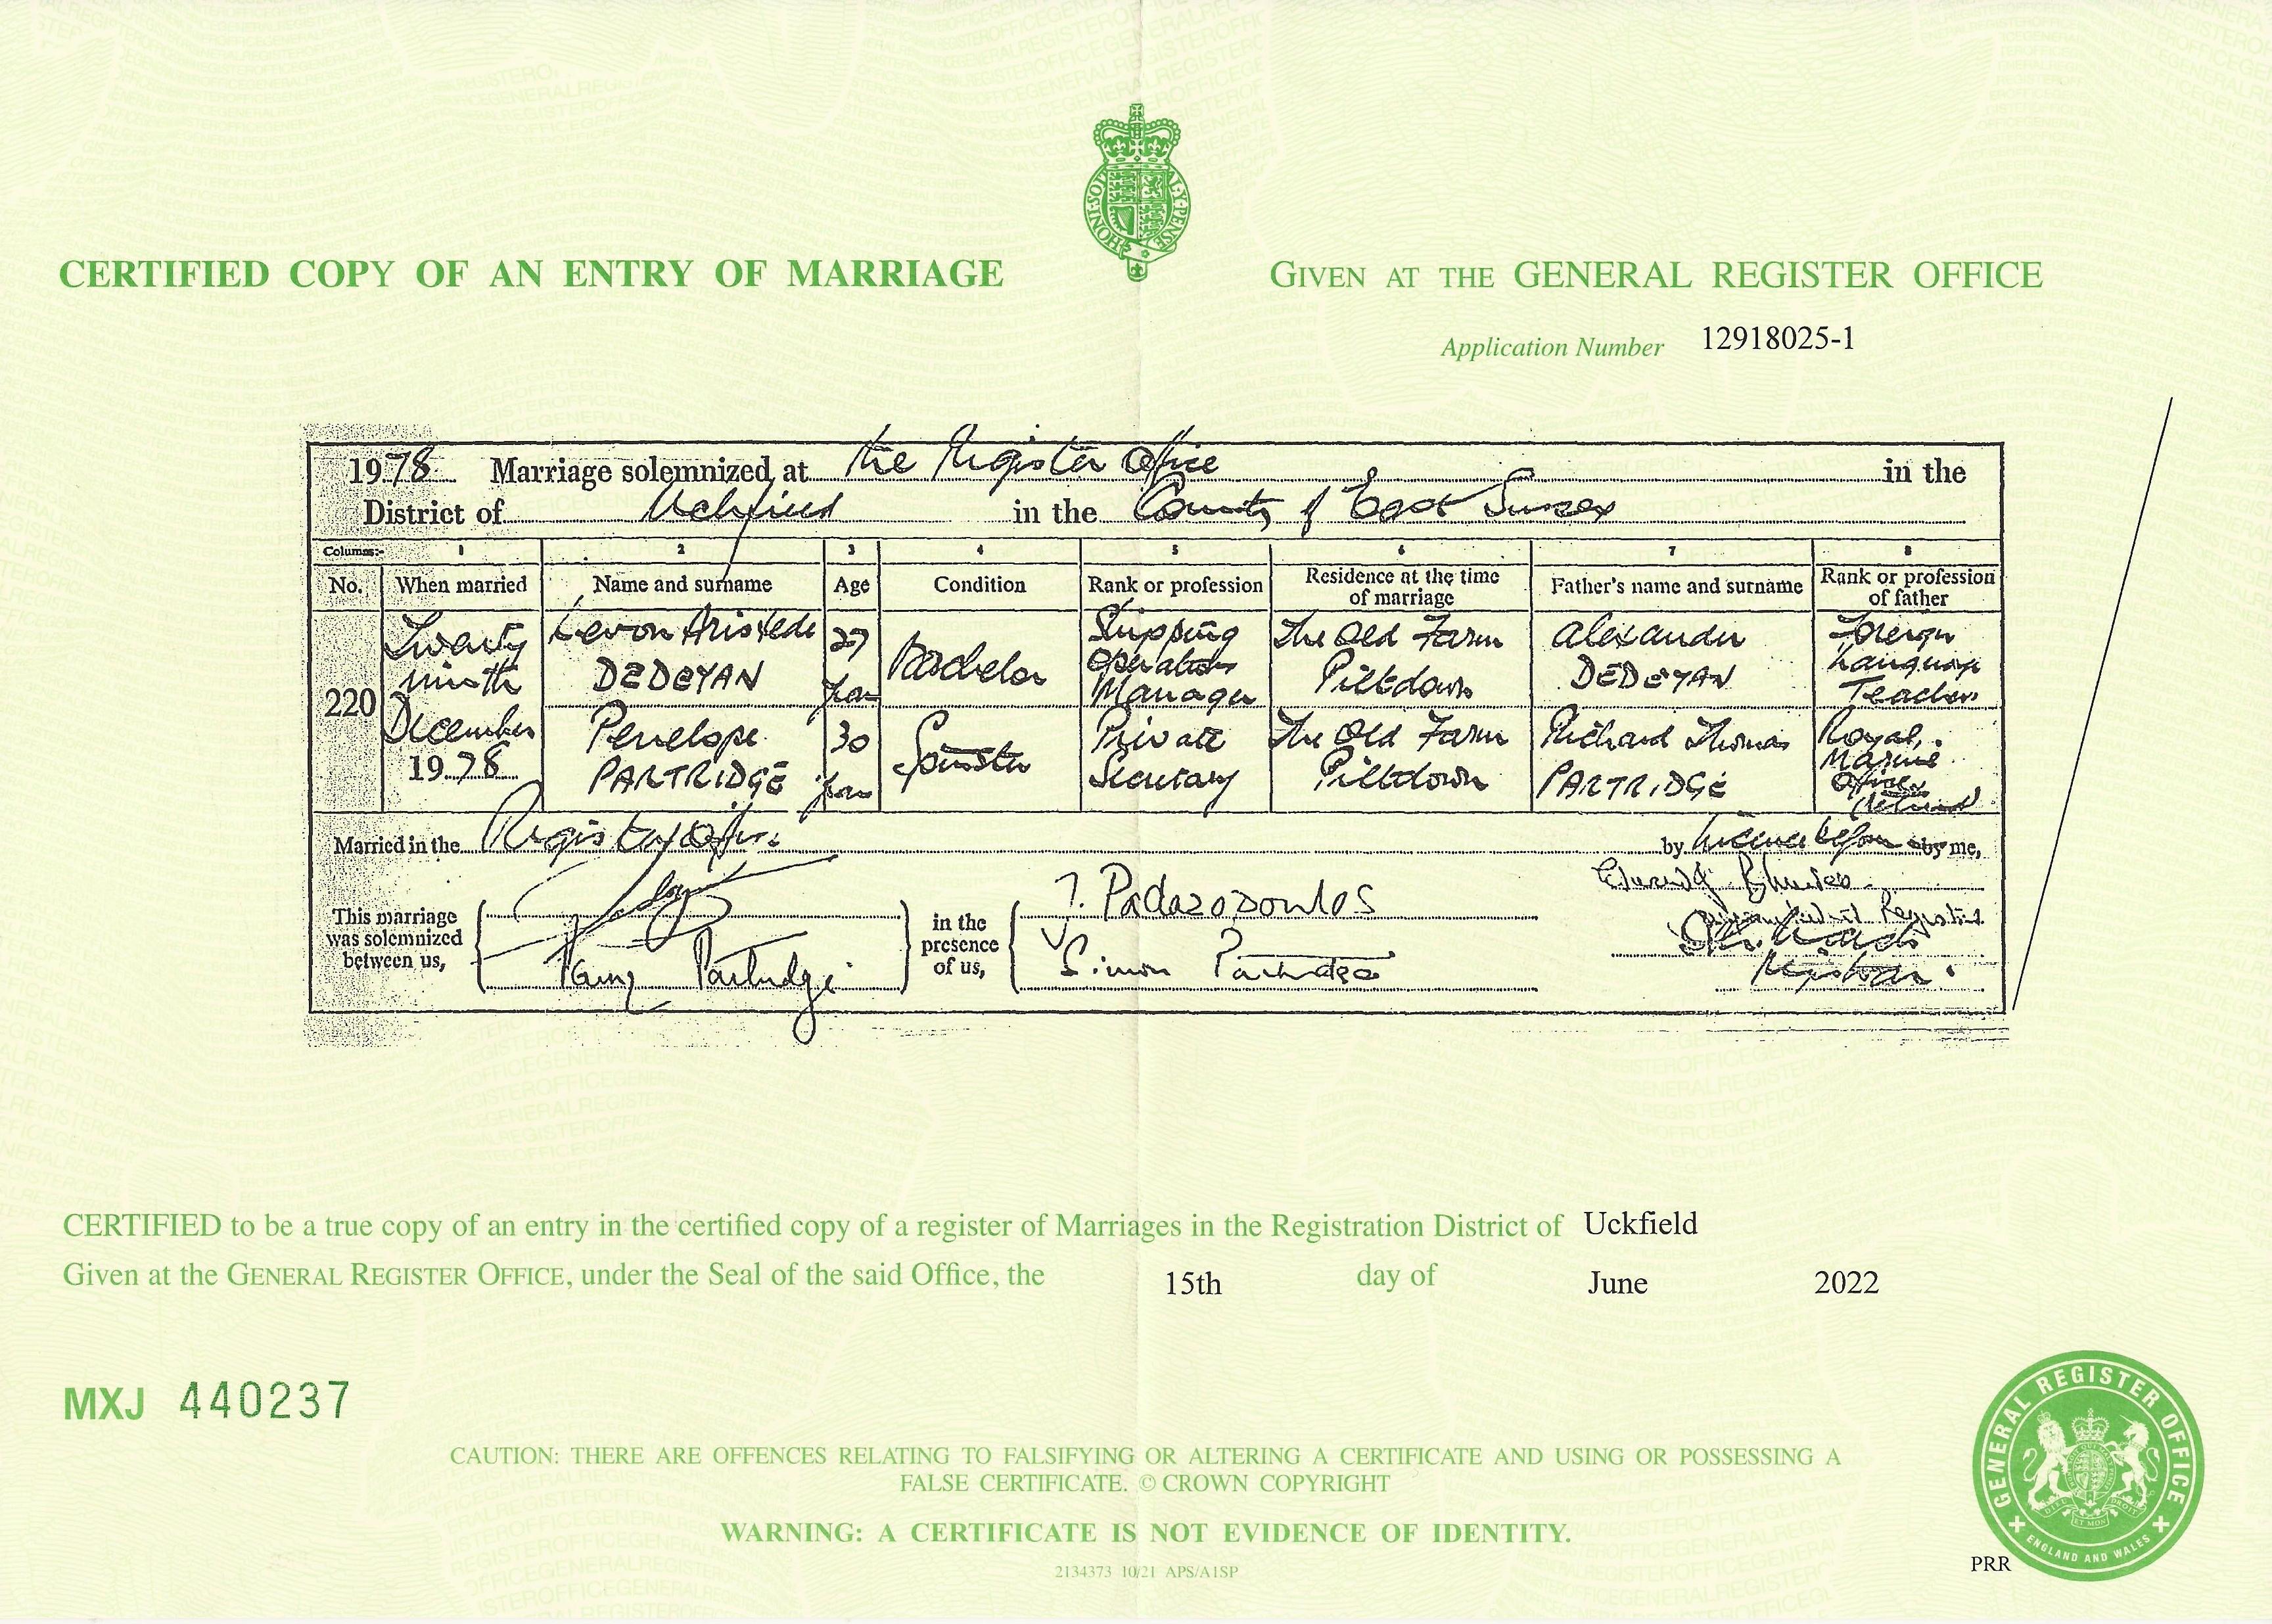 CERTIFIED COPY OF AN ENTRY OF MARRIAGE
GIVEN AT THE GENERAL REGISTER OFFICE
Application Number 12918025-1
1978 Marriage solemnized at the Register Office in the
District of Uckfield in the County of East Sussex
Columns:- 1 2 3 4 5 6 7 8
No. When married Name and surname Age Condition Rank or profession Residence at the time of marriage Father's name and surname Rank or profession of father
220
Twenty ninth December 1978
Levon Aristede DEDEYAN
27 years
Bachelor
Shipping Operations Manager
The Old Farm Piltdown
Alexander DEDEYAN
Foreign Language Teacher
Penelope PARTRIDGE
30 years
Spinster
Private Secretary
The Old Farm Piltdown
Richard Thomas PARTRIDGE
Royal Marine Officer (retired)
Married in the Register Office by Licence before by me,
This marriage was solemnized between us,
Penny Partridge
in the presence of us,
J. Papazopoulos
Simon Partridge
Superintendent Registrar
Registrar
CERTIFIED to be a true copy of an entry in the certified copy of a register of Marriages in the Registration District of Uckfield
Given at the GENERAL REGISTER OFFICE, under the Seal of the said Office, the 15th day of June 2022
MXJ 440237
CAUTION: THERE ARE OFFENCES RELATING TO FALSIFYING OR ALTERING A CERTIFICATE AND USING OR POSSESSING A
FALSE CERTIFICATE. © CROWN COPYRIGHT
WARNING: A CERTIFICATE IS NOT EVIDENCE OF IDENTITY.
2134373 10/21 APS/A1SP
PRR
GENERAL REGISTER OFFICE
ENGLAND AND WALES